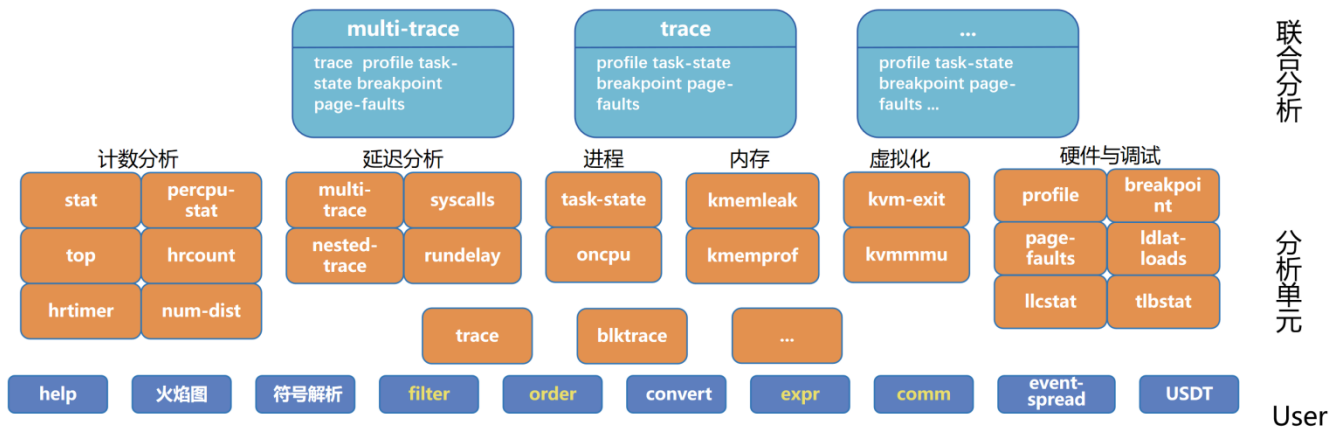 multi-trace
trace profile task-
state breakpoint
page-faults
trace
profile task-state
breakpoint page-
faults
...
profile task-state
breakpoint page-
faults ...
联合分析
计数分析
stat
percpu-
stat
top
hrcount
hrtimer
num-dist
延迟分析
multi-
trace
syscalls
nested-
trace
rundelay
进程
task-state
oncpu
内存
kmemleak
kmemprof
虚拟化
kvm-exit
kvmmmu
硬件与调试
profile
breakpoi
nt
page-
faults
ldlat-
loads
llcstat
tlbstat
trace
blktrace
...
分析单元
help
火焰图
符号解析
filter
order
convert
expr
comm
event-
spread
USDT
User